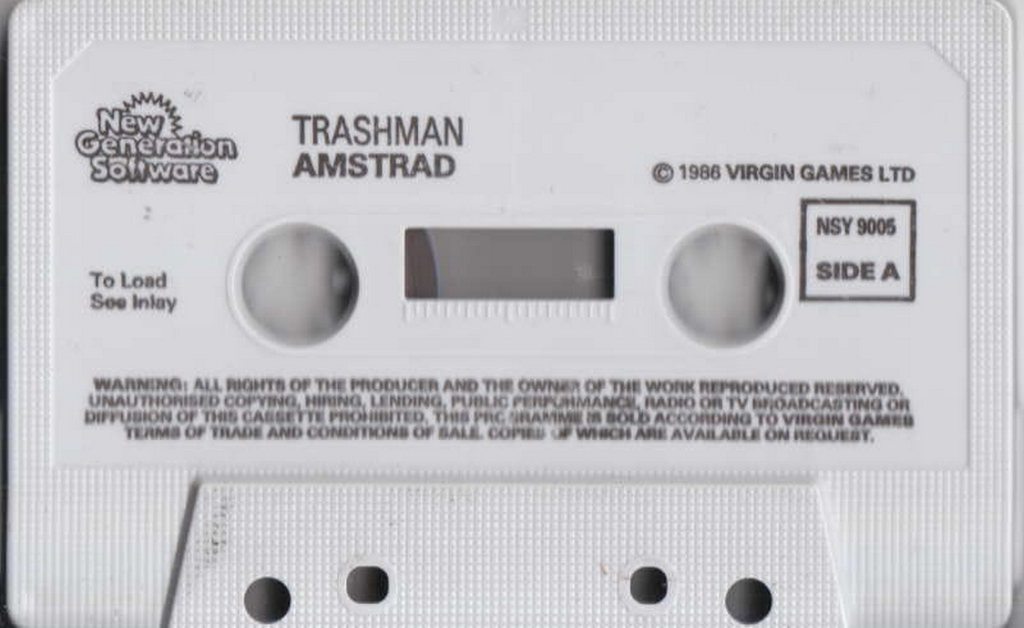 New
Generation
Software
TRASHMAN
AMSTRAD
© 1986 VIRGIN GAMES LTD
NSY 9005
SIDE A
To Load
See Inlay
WARNING: ALL RIGHTS OF THE PRODUCER AND THE OWNER OF THE WORK REPRODUCED RESERVED.
UNAUTHORISED COPYING, HIRING, LENDING, PUBLIC PERFORMANCE, RADIO OR TV BROADCASTING OR
DIFFUSION OF THIS CASSETTE PROHIBITED. THIS PROGRAMME IS SOLD ACCORDING TO VIRGIN GAMES
TERMS OF TRADE AND CONDITIONS OF SALE. COPIES OF WHICH ARE AVAILABLE ON REQUEST.